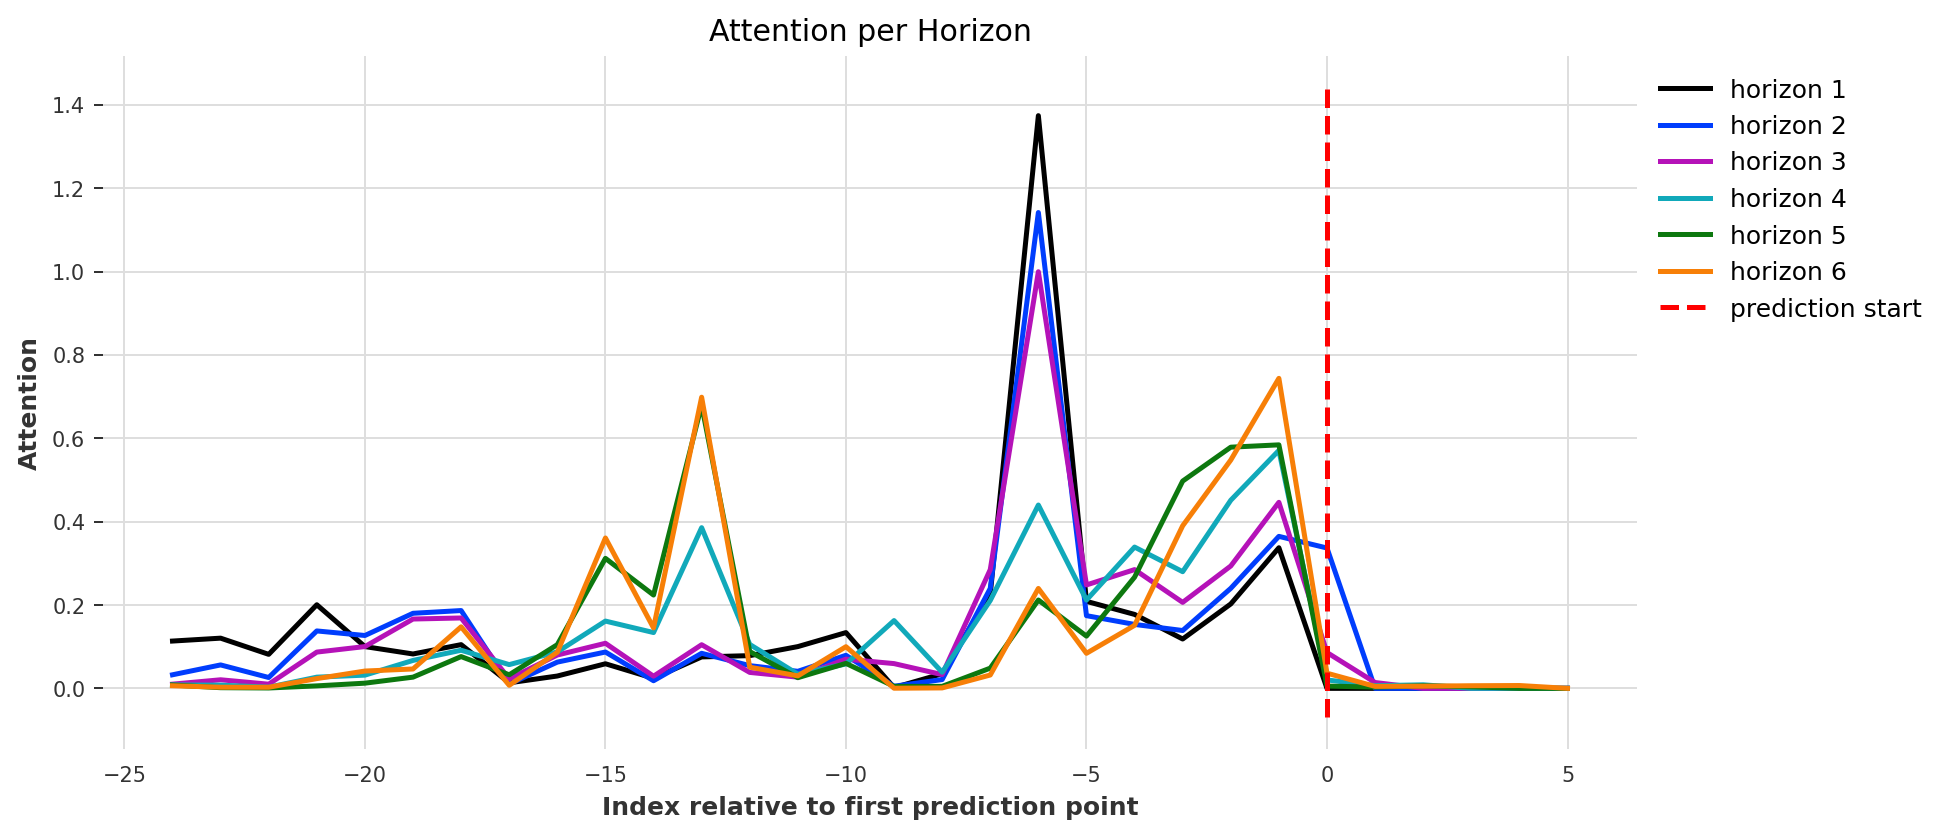 Attention per Horizon
1.4
1.2
1.0
0.8
0.6
0.4
0.2
0.0
Attention
−25
−20
−15
−10
−5
0
5
Index relative to first prediction point
horizon 1
horizon 2
horizon 3
horizon 4
horizon 5
horizon 6
prediction start